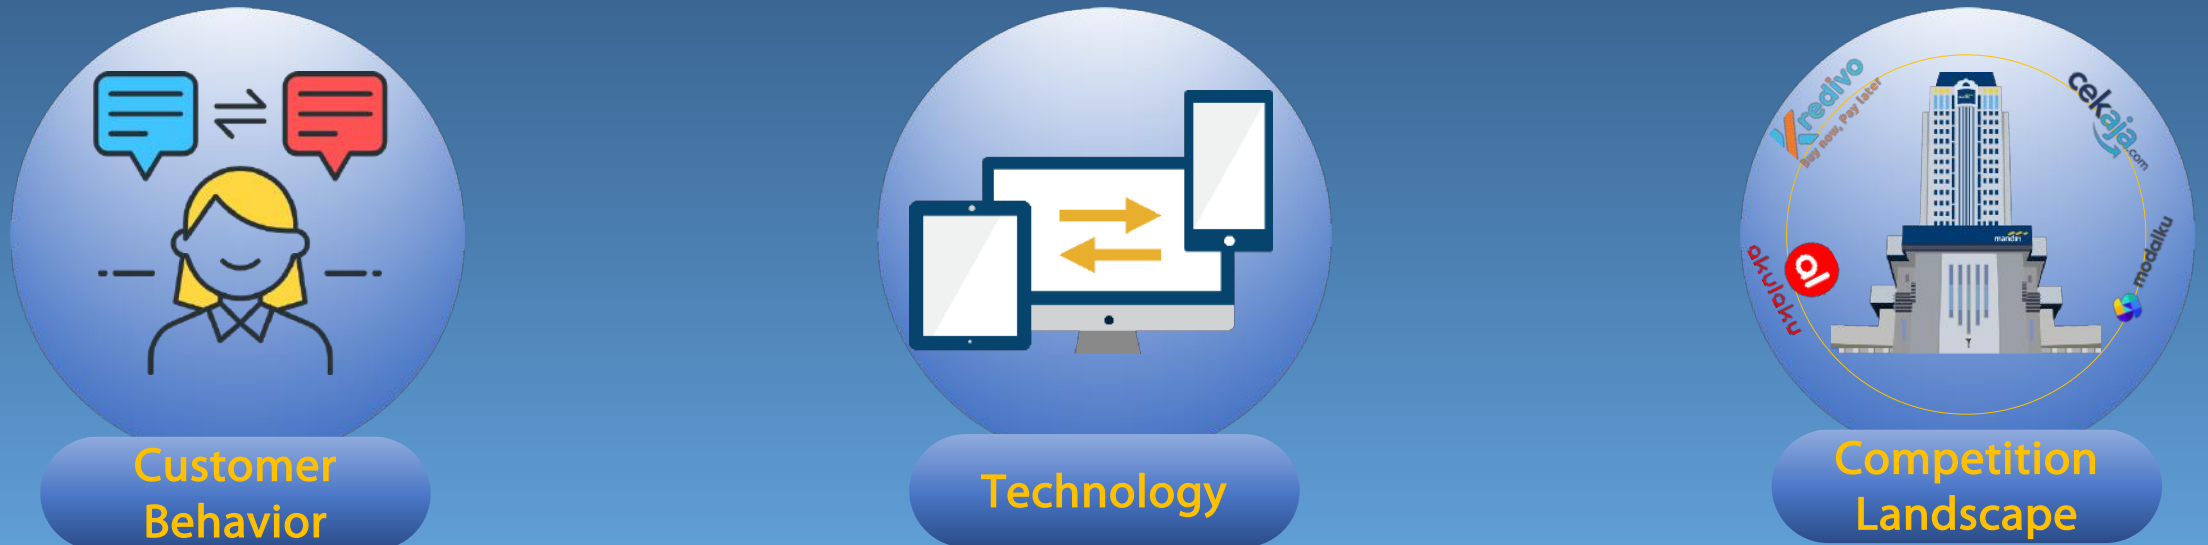 Kredivo
Buy now, Pay later
cekaja.com
mandiri
akulaku
modalku
Customer
Behavior
Technology
Competition
Landscape